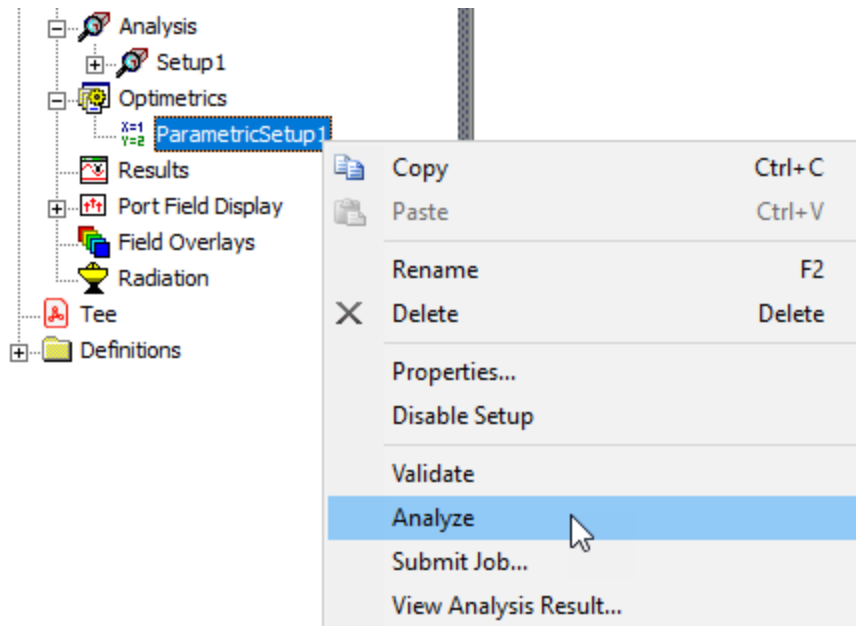 Analysis
Setup1
Optimetrics
X=1
Y=2
ParametricSetup1
Results
Port Field Display
Field Overlays
Radiation
Tee
Definitions
Copy Ctrl+C
Paste Ctrl+V
Rename F2
Delete Delete
Properties...
Disable Setup
Validate
Analyze
Submit Job...
View Analysis Result...